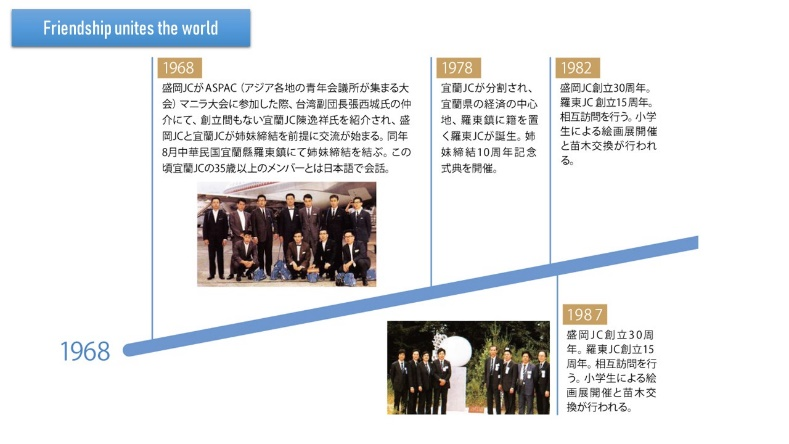 Friendship unites the world
1968
盛岡JCがASPAC（アジア各地の青年会議所が集まる大
会）マニラ大会に参加した際、台湾副団長張西城氏の仲
介にて、創立間もない宜蘭JC陳逸祥氏を紹介され、盛
岡JCと宜蘭JCが姉妹締結を前提に交流が始まる。同年
8月中華民国宜蘭縣羅東鎮にて姉妹締結を結ぶ。この
頃宜蘭JCの35歳以上のメンバーとは日本語で会話。
1978
宜蘭JCが分割され、
宜蘭県の経済の中心
地、羅東鎮に籍を置
く羅東JCが誕生。姉
妹締結10周年記念
式典を開催。
1982
盛岡JC創立30周年。
羅東JC創立15周年。
相互訪問を行う。小学
生による絵画展開催
と苗木交換が行われ
る。
1968
1987
盛岡JC創立30周
年。羅東JC創立15
周年。相互訪問を行
う。小学生による絵
画展開催と苗木交
換が行われる。